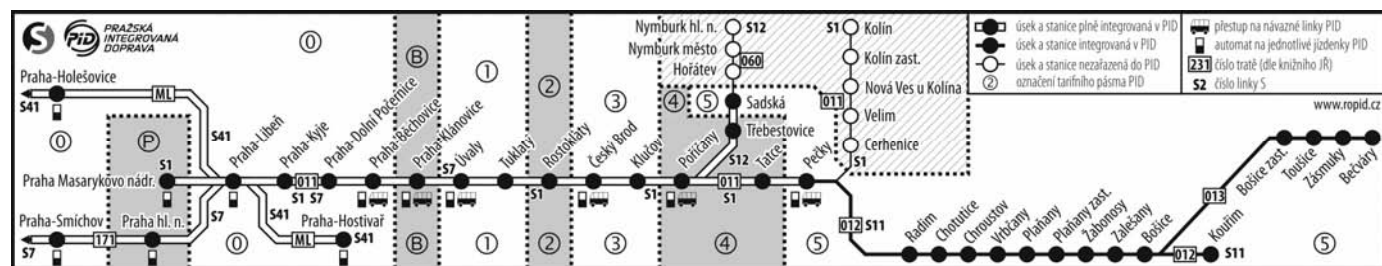 S PID PRAŽSKÁ
INTEGROVANÁ
DOPRAVA
Praha-Holešovice
S41
ML
S41
0
P
0
B
1
2
3
4
5
Nymburk hl. n.
S12
Nymburk město
060
Hořátev
Sadská
Třebestovice
S12
S1
Kolín
Kolín zast.
Nová Ves u Kolína
011
Velim
Cerhenice
S1
úsek a stanice plně integrovaná v PID
úsek a stanice integrovaná v PID
úsek a stanice nezařazená do PID
2 označení tarifního pásma PID
přestup na návazné linky PID
automat na jednotlivé jízdenky PID
231 číslo tratě (dle knižního JŘ)
S2 číslo linky S
www.ropid.cz
S1
Praha Masarykovo nádr.
Praha-Libeň
Praha-Kyje
011
S1 S7
Praha-Dolní Počernice
Praha-Běchovice
Praha-Klánovice
S7
Úvaly
Tuklaty
Rostoklaty
S1
Český Brod
Klučov
S1
Poříčany
011
S1
Tatce
Pečky
Praha-Smíchov
S7
171
Praha hl. n.
S7
S41
ML
Praha-Hostivař
S41
0
B
1
2
3
4
5
012
S11
Radim
Chotutice
Chroustov
Vrbčany
Plaňany
Plaňany zast.
Žabonosy
Zalešany
Bošice
013
Bošice zast.
Toušice
Zásmuky
Bečváry
012
Kouřim
S11
5